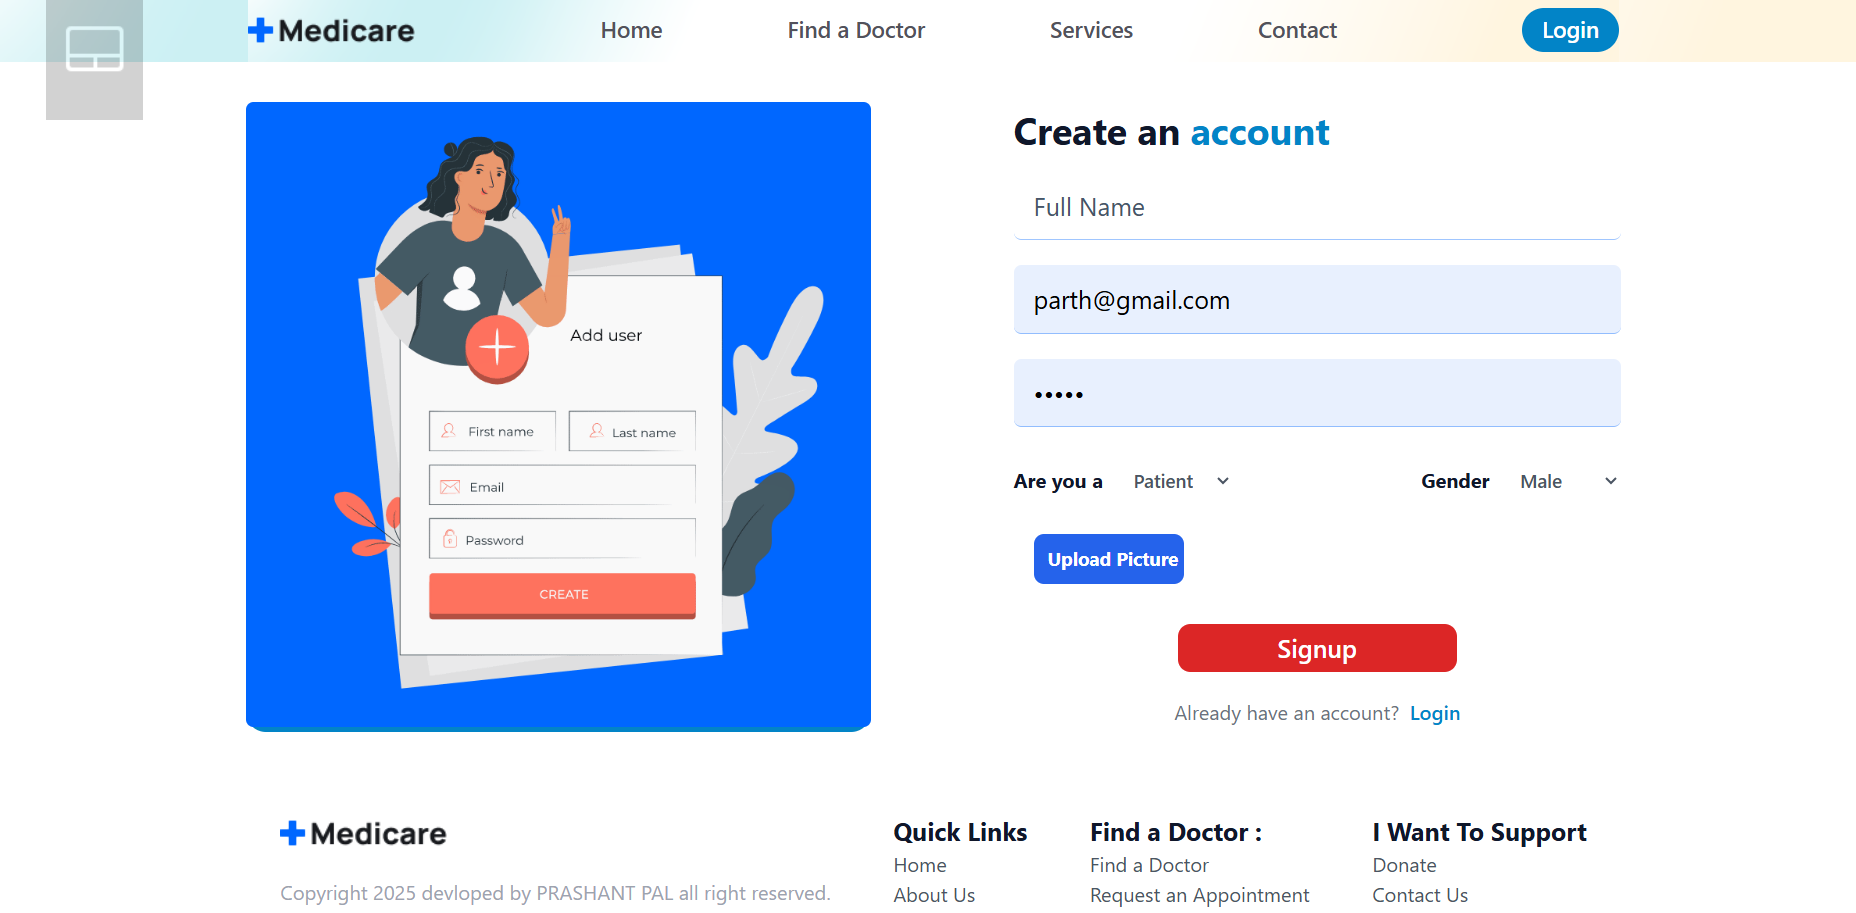 Medicare
Home
Find a Doctor
Services
Contact
Login
Add user
First name
Last name
Email
Password
CREATE
Create an account
Full Name
parth@gmail.com
•••••
Are you a
Patient
Gender
Male
Upload Picture
Signup
Already have an account? Login
Medicare
Copyright 2025 devloped by PRASHANT PAL all right reserved.
Quick Links
Home
About Us
Find a Doctor :
Find a Doctor
Request an Appointment
I Want To Support
Donate
Contact Us